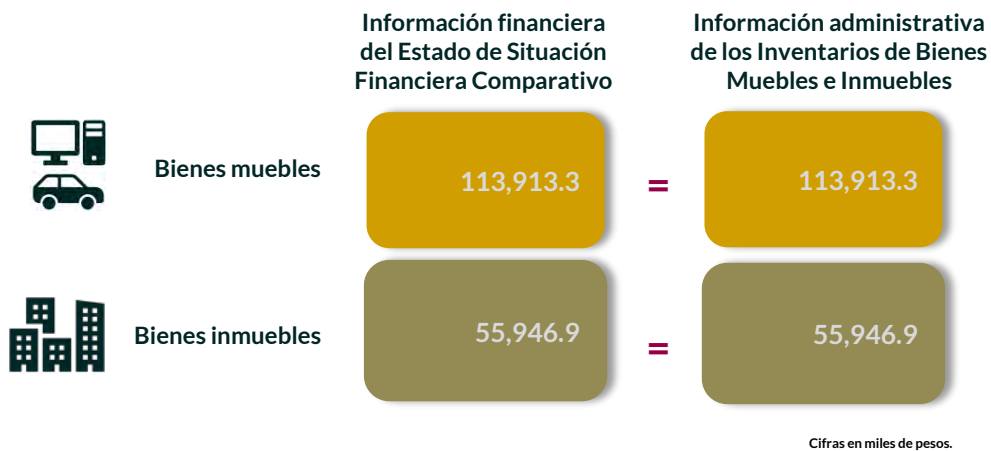 Información financiera
del Estado de Situación
Financiera Comparativo
Información administrativa
de los Inventarios de Bienes
Muebles e Inmuebles
Bienes muebles
113,913.3
=
113,913.3
Bienes inmuebles
55,946.9
=
55,946.9
Cifras en miles de pesos.